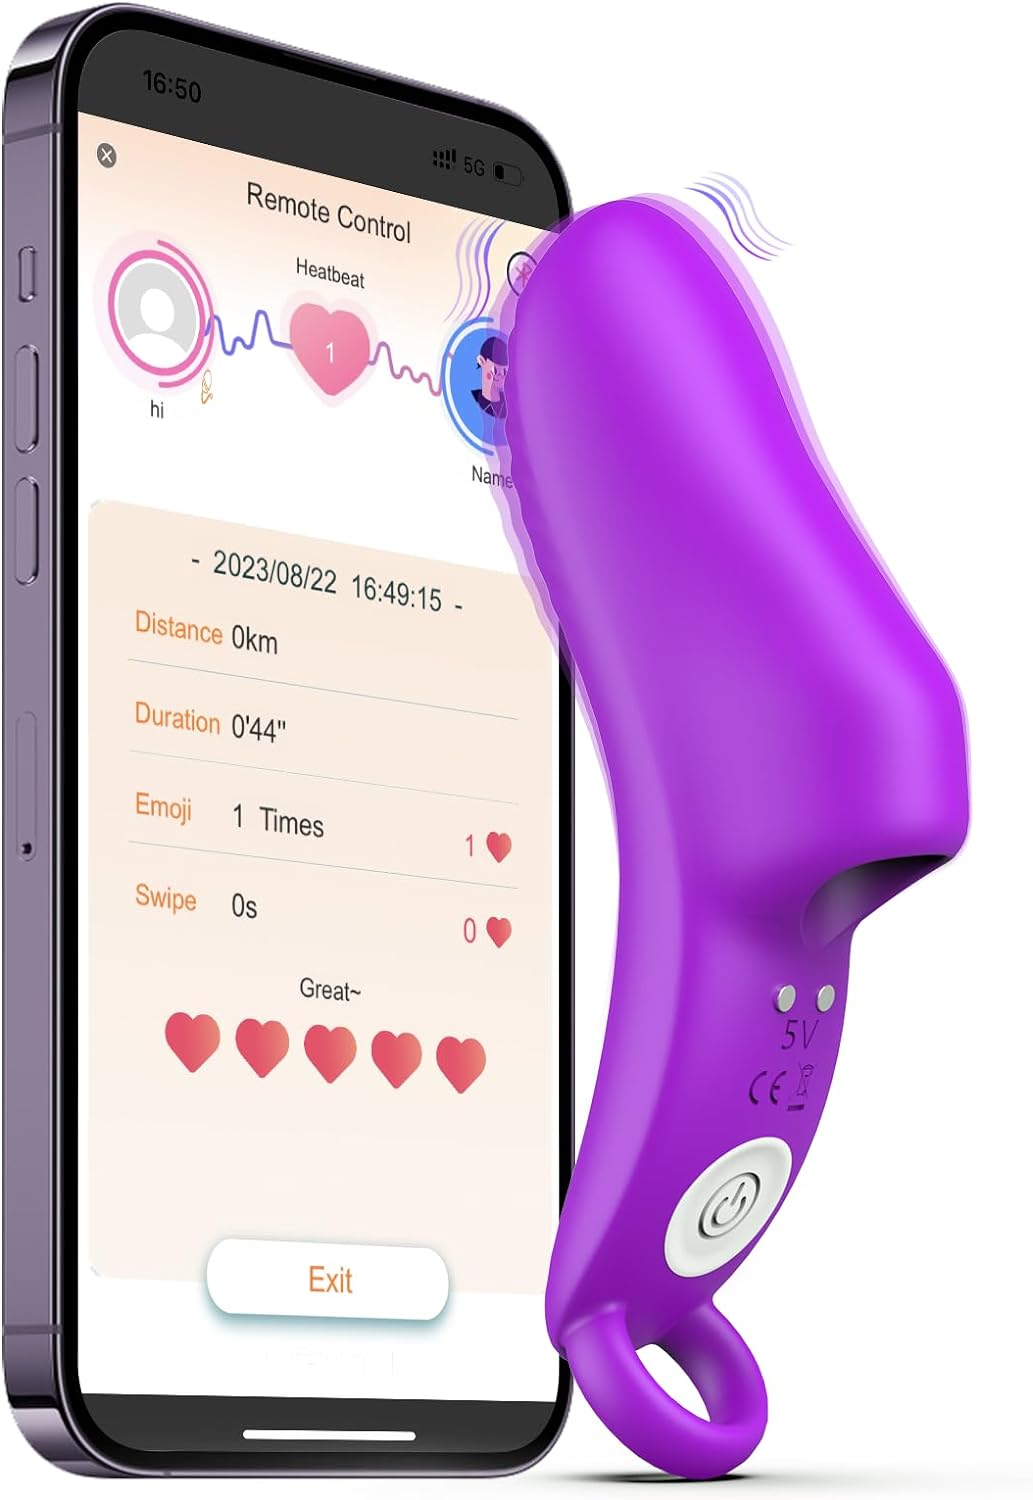 16:50
5G
Remote Control
Heatbeat
1
hi
Name
- 2023/08/22 16:49:15 -
Distance 0km
Duration 0'44"
Emoji 1 Times 1
Swipe 0s 0
Great~
Exit
5V
CE